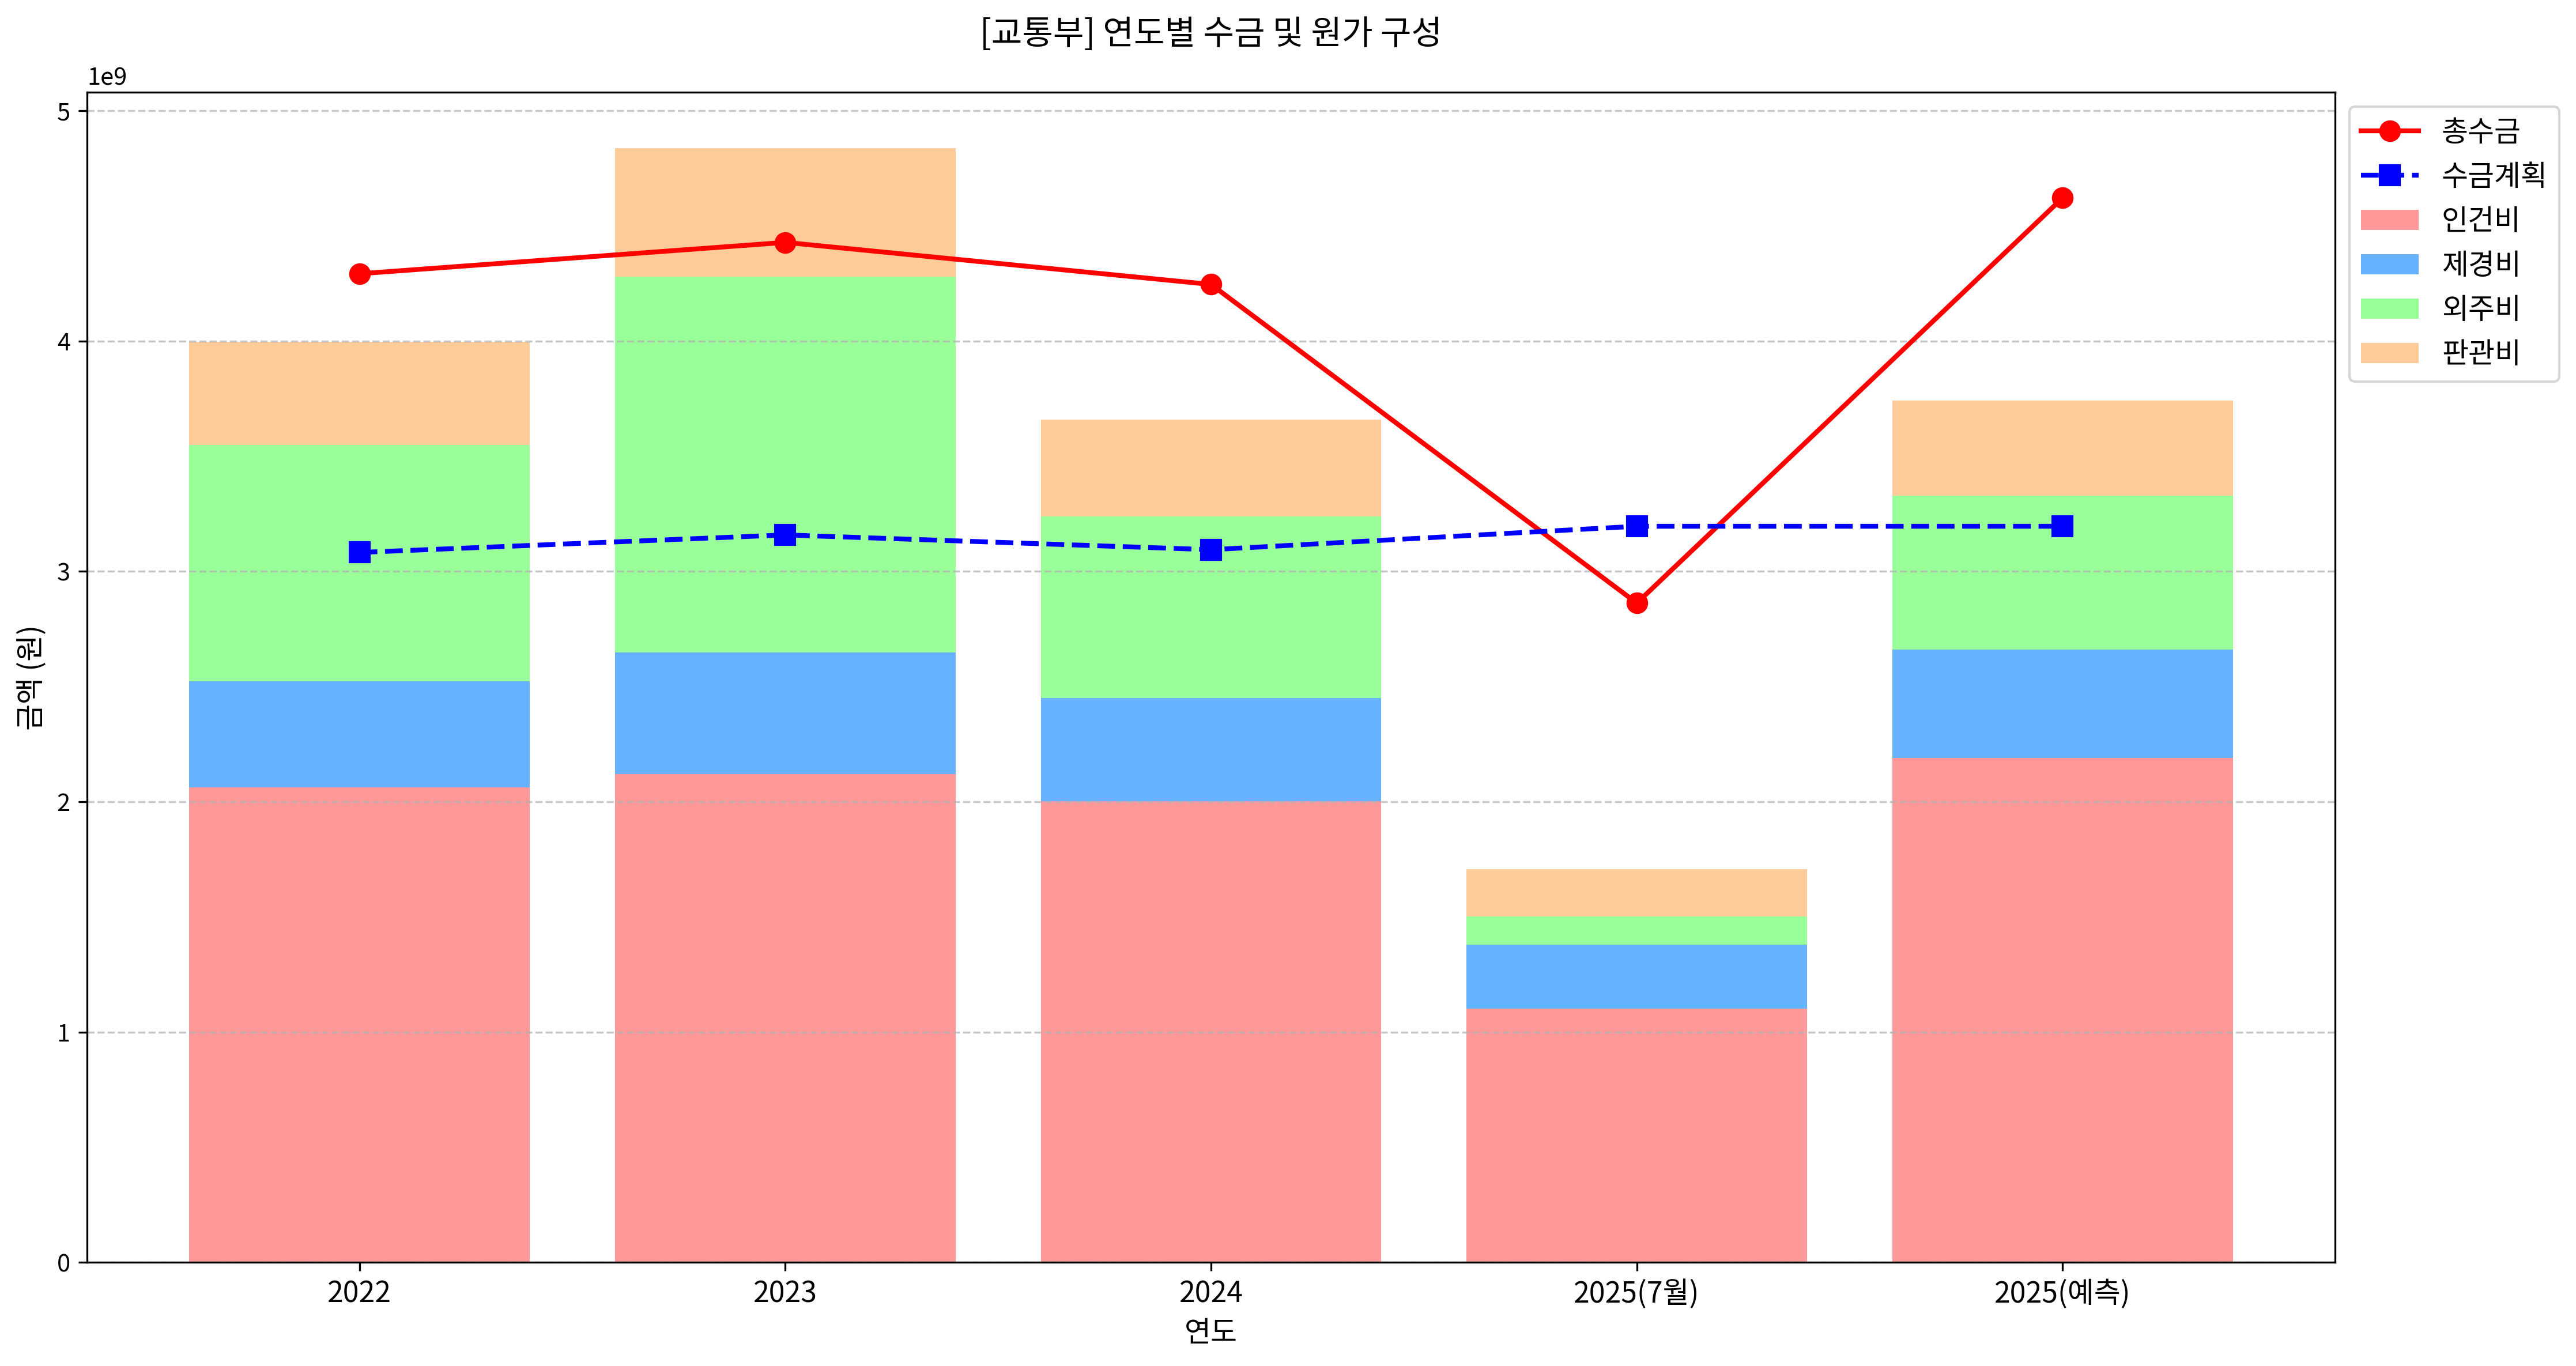 [교통부] 연도별 수금 및 원가 구성
1e9
5
4
3
2
1
0
금액 (원)
2022
2023
2024
2025(7월)
2025(예측)
연도
총수금
수금계획
인건비
제경비
외주비
판관비